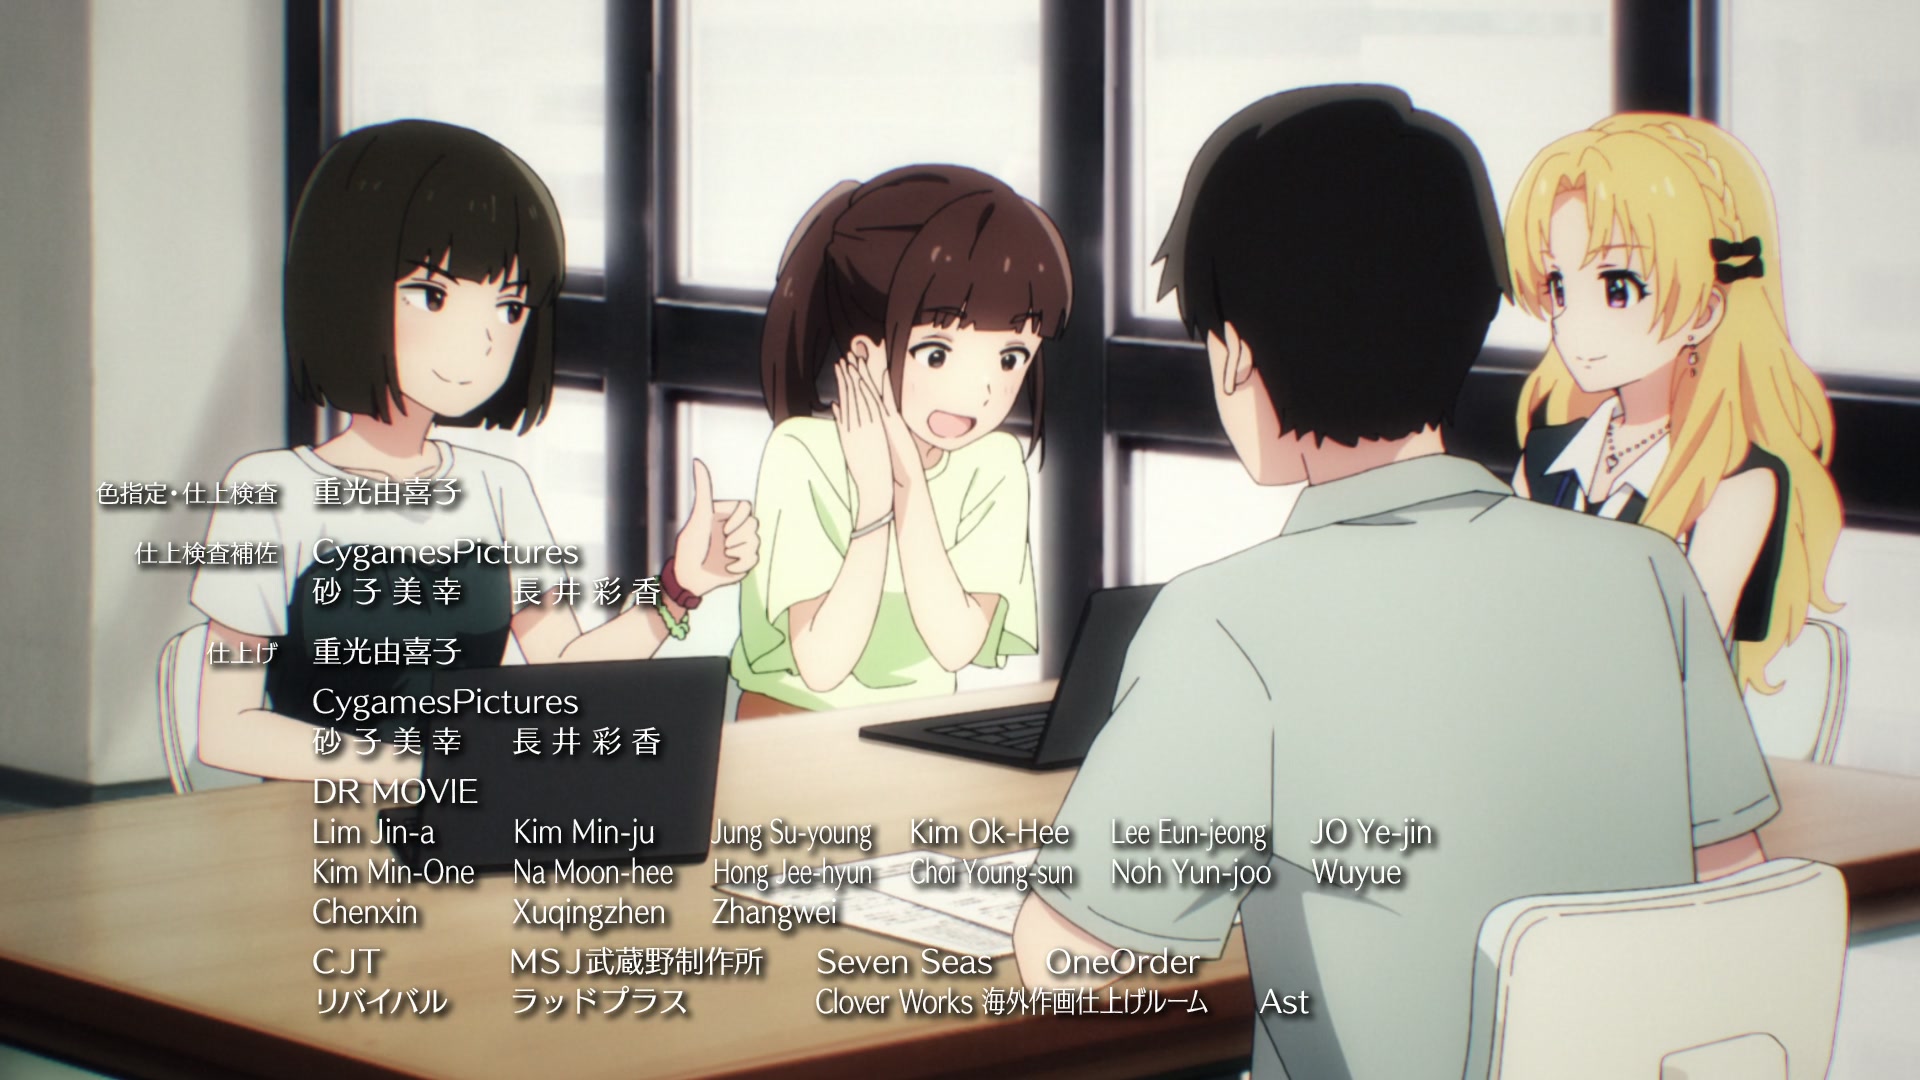 色指定・仕上検査 重光由喜子
仕上検査補佐 CygamesPictures
砂子美幸 長井彩香
仕上げ 重光由喜子
CygamesPictures
砂子美幸 長井彩香
DR MOVIE
Lim Jin-a Kim Min-ju Jung Su-young Kim Ok-Hee Lee Eun-jeong JO Ye-jin
Kim Min-One Na Moon-hee Hong Jee-hyun Choi Young-sun Noh Yun-joo Wuyue
Chenxin Xuqingzhen Zhangwei
CJT MSJ武蔵野制作所 Seven Seas OneOrder
リバイバル ラッドプラス Clover Works 海外作画仕上げルーム Ast